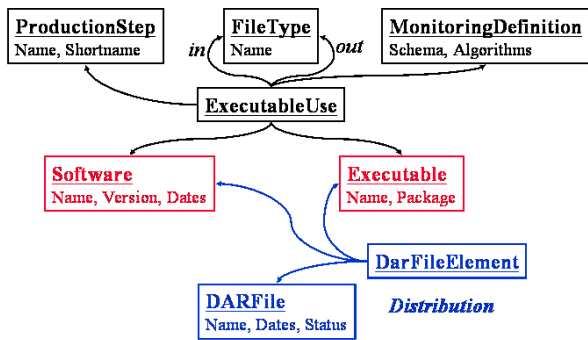 ProductionStep
Name, Shortname
in
FileType
Name
out
MonitoringDefinition
Schema, Algorithms
ExecutableUse
Software
Name, Version, Dates
Executable
Name, Package
DarFileElement
DARFile
Name, Dates, Status
Distribution